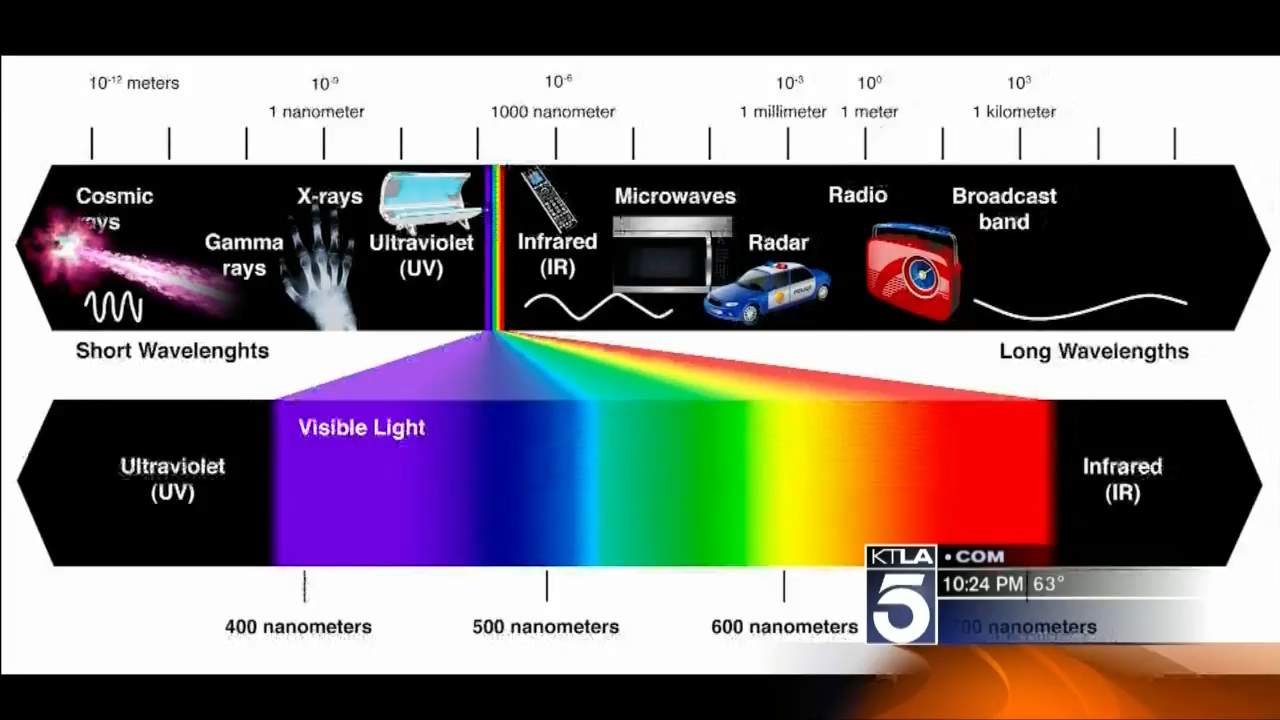 10⁻¹² meters
10⁻⁹
10⁻⁶
10⁻³
10⁰
10³
1 nanometer
1000 nanometer
1 millimeter
1 meter
1 kilometer
Cosmic
rays
Gamma
rays
X-rays
Ultraviolet
(UV)
Infrared
(IR)
Microwaves
Radar
POLICE
Radio
Broadcast
band
Short Wavelenghts
Long Wavelengths
Visible Light
Ultraviolet
(UV)
Infrared
(IR)
400 nanometers
500 nanometers
600 nanometers
700 nanometers
KTLA • COM
5
10:24 PM 63°